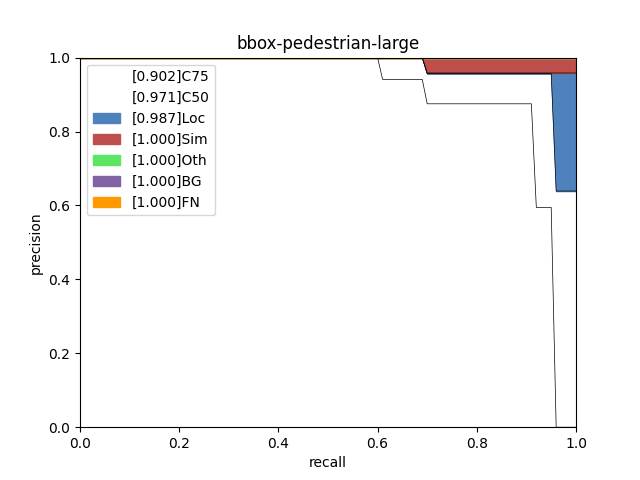 bbox-pedestrian-large
1.0
0.8
0.6
0.4
0.2
0.0
precision
[0.902]C75
[0.971]C50
[0.987]Loc
[1.000]Sim
[1.000]Oth
[1.000]BG
[1.000]FN
0.0 0.2 0.4 0.6 0.8 1.0
recall